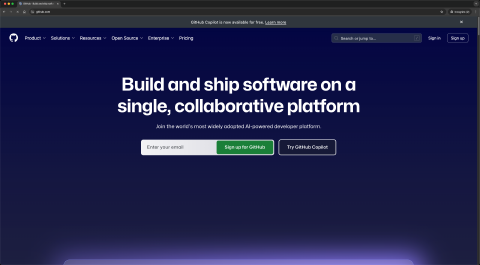 github.com
GitHub Copilot is now available for free. Learn more
Product Solutions Resources Open Source Enterprise Pricing
Search or jump to...
Sign in
Sign up
Build and ship software on a
single, collaborative platform
Join the world's most widely adopted AI-powered developer platform.
Enter your email
Sign up for GitHub
Try GitHub Copilot